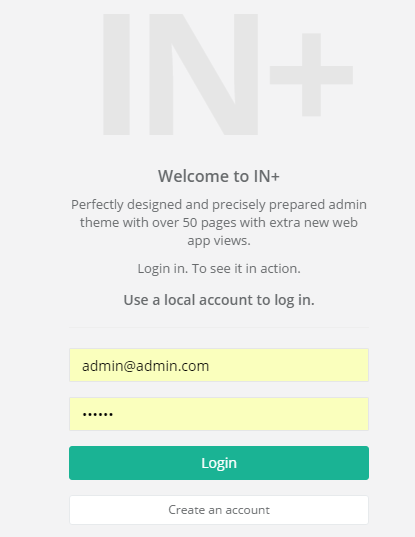 IN+
Welcome to IN+
Perfectly designed and precisely prepared admin
theme with over 50 pages with extra new web
app views.
Login in. To see it in action.
Use a local account to log in.
admin@admin.com
••••••
Login
Create an account